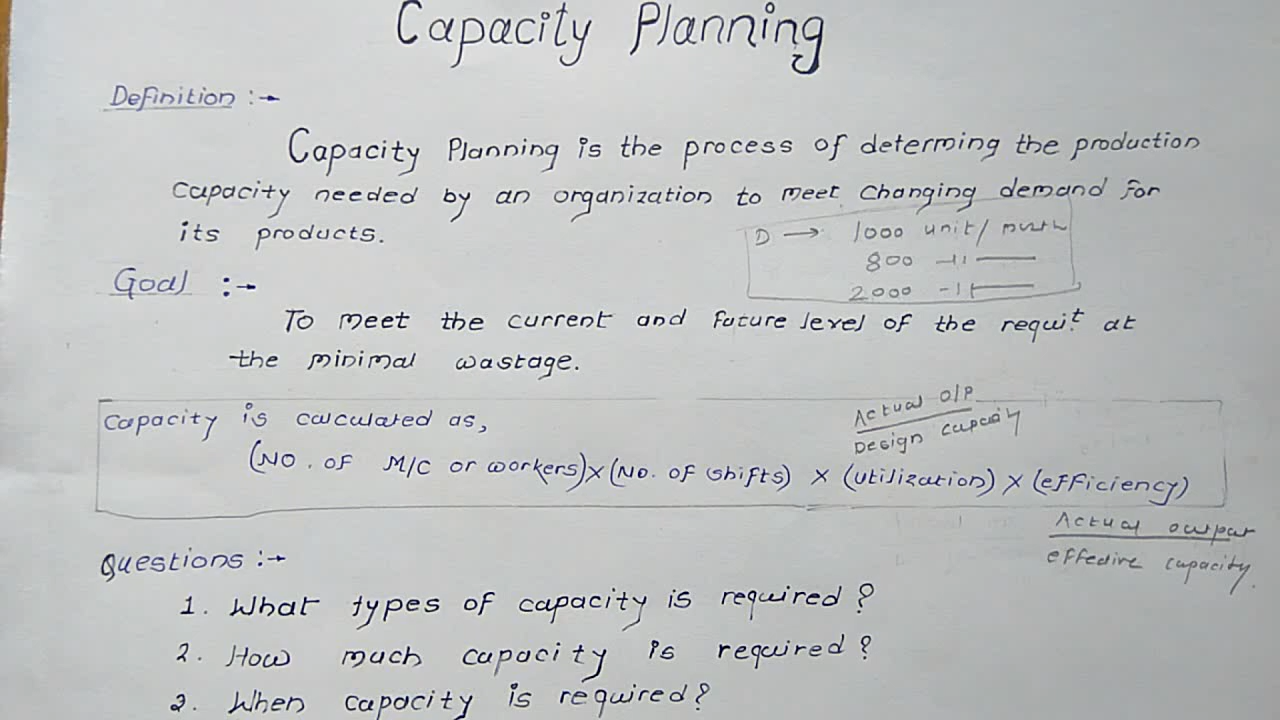 Capacity Planning
Definition :-
Capacity Planning is the process of determing the production
capacity needed by an organization to meet changing demand for
its products.
D → 1000 unit/ month
800 -11-
2000 -11-
Goal :-
To meet the current and future level of the requit. at
the minimal wastage.
Capacity is calculated as,
Actual O/P
Design capacity
(No. of M/C or workers) × (No. of shifts) × (utilization) × (efficiency)
Actual output
effective capacity.
Questions :-
1. What types of capacity is required?
2. How much capacity is required?
2. When capacity is required?